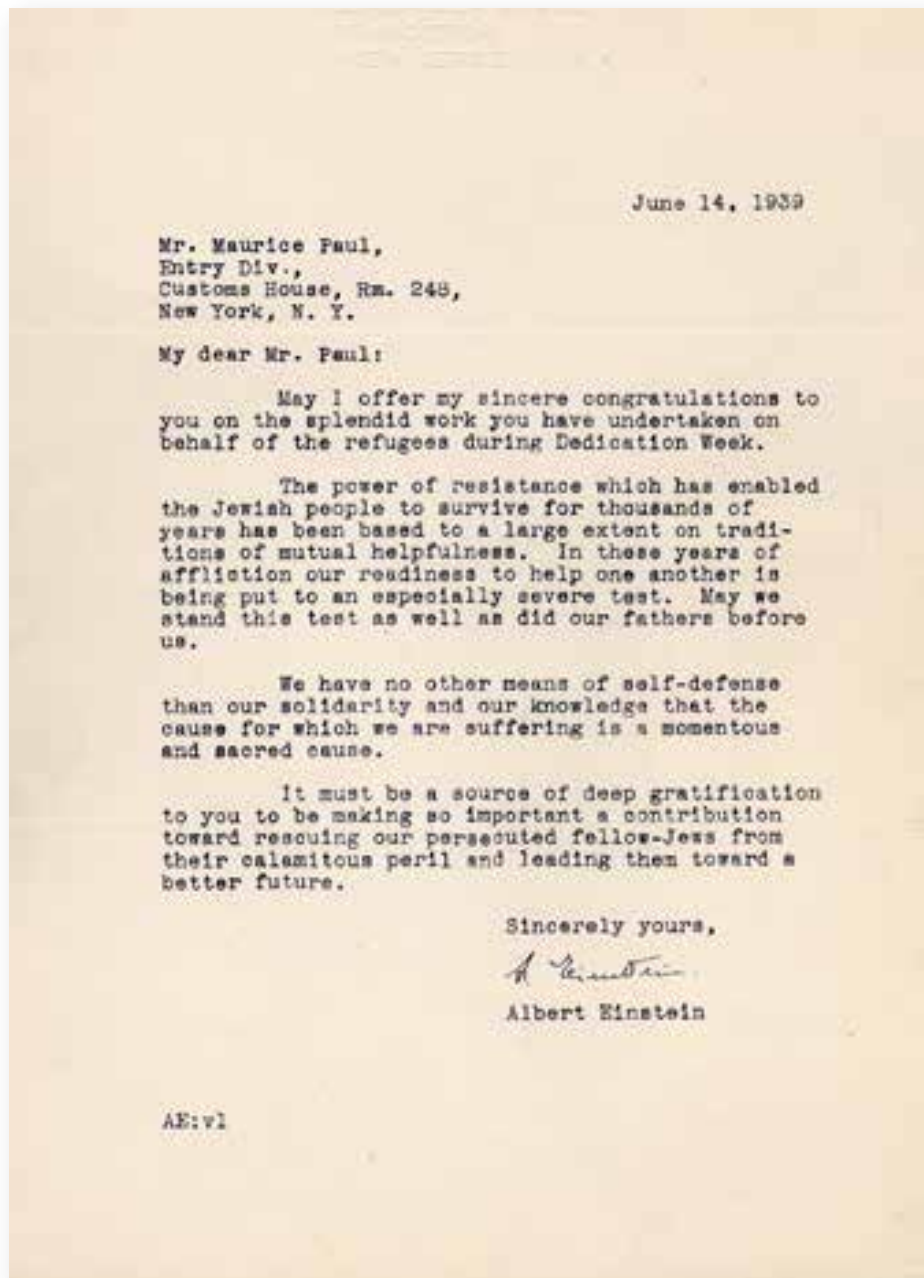 June 14, 1939
Mr. Maurice Paul,
Entry Div.,
Customs House, Rm. 248,
New York, N. Y.
My dear Mr. Paul:
May I offer my sincere congratulations to
you on the splendid work you have undertaken on
behalf of the refugees during Dedication Week.
The power of resistance which has enabled
the Jewish people to survive for thousands of
years has been based to a large extent on tradi-
tions of mutual helpfulness. In these years of
affliction our readiness to help one another is
being put to an especially severe test. May we
stand this test as well as did our fathers before
us.
We have no other means of self-defense
than our solidarity and our knowledge that the
cause for which we are suffering is a momentous
and sacred cause.
It must be a source of deep gratification
to you to be making so important a contribution
toward rescuing our persecuted fellow-Jews from
their calamitous peril and leading them toward a
better future.
Sincerely yours,
A Einstein.
Albert Einstein
AE:vl